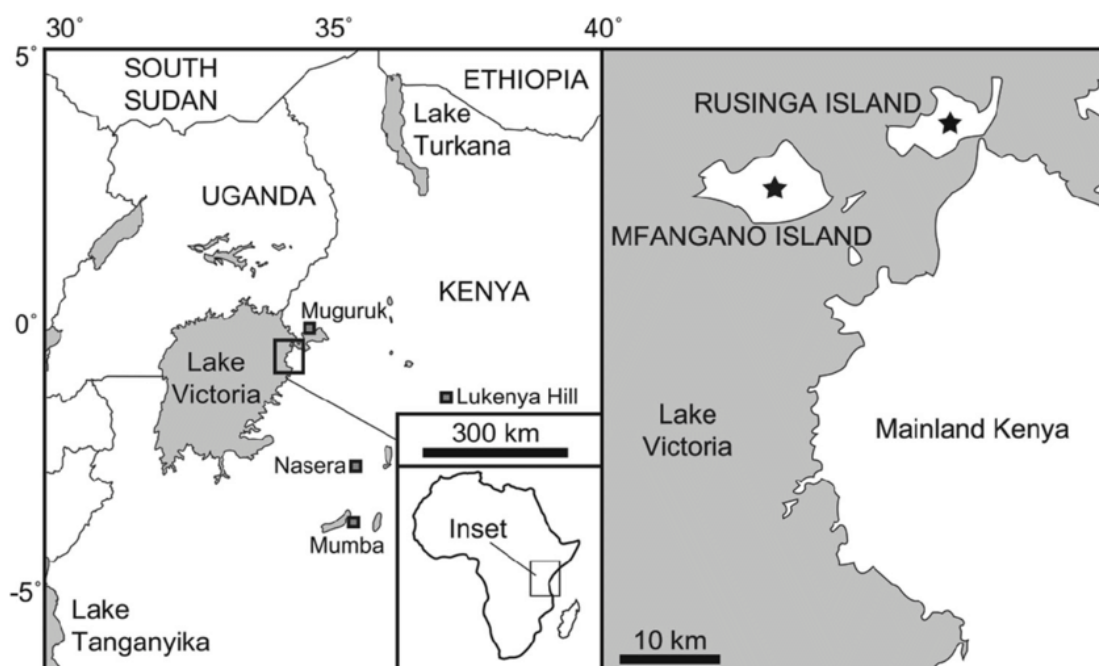 30°
35°
40°
5°
SOUTH
SUDAN
ETHIOPIA
Lake
Turkana
UGANDA
KENYA
0°
Muguruk
Lake
Victoria
Lukenya Hill
300 km
Nasera
Mumba
Inset
-5°
Lake
Tanganyika
RUSINGA ISLAND
MFANGANO ISLAND
Lake
Victoria
Mainland Kenya
10 km